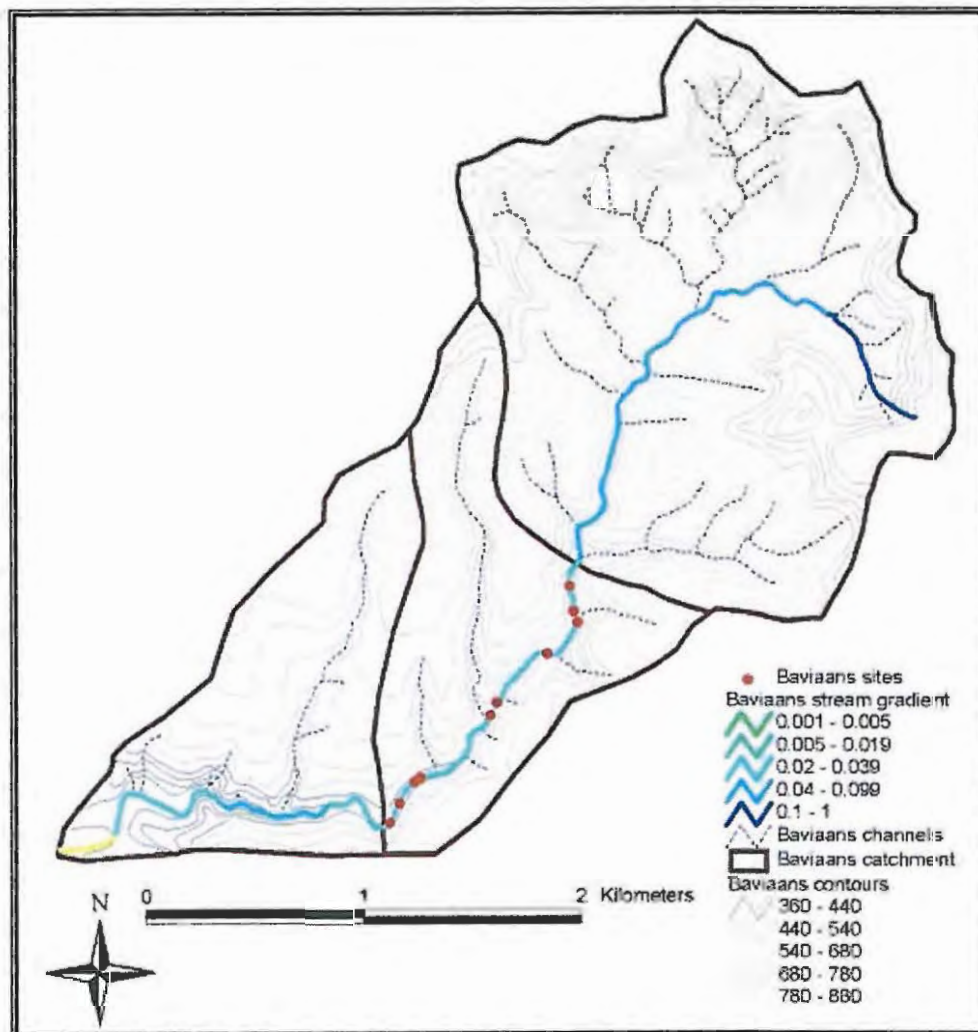 Baviaans sites
Baviaans stream gradient
0.001 - 0.005
0.005 - 0.019
0.02 - 0.039
0.04 - 0.099
0.1 - 1
Baviaans channels
Baviaans catchment
Baviaans contours
360 - 440
440 - 540
540 - 680
680 - 780
780 - 880
0 1 2 Kilometers
N